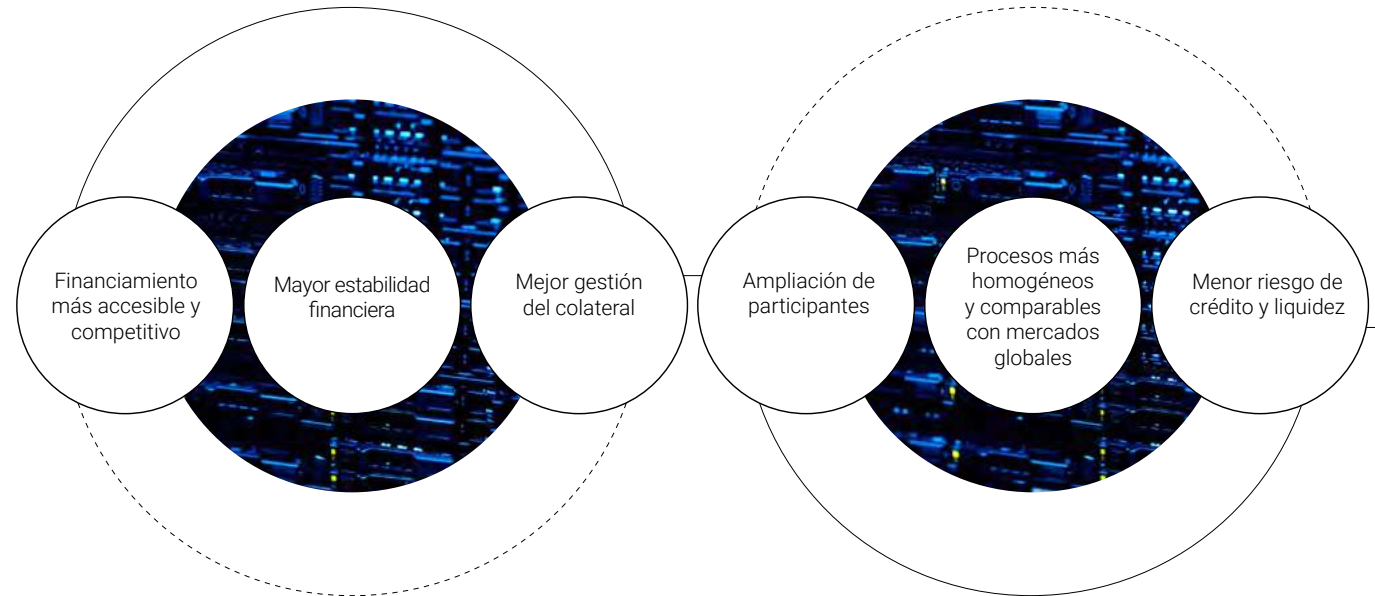 Financiamiento
más accesible y
competitivo
Mayor estabilidad
financiera
Mejor gestión
del colateral
Ampliación de
participantes
Procesos más
homogéneos
y comparables
con mercados
globales
Menor riesgo de
crédito y liquidez